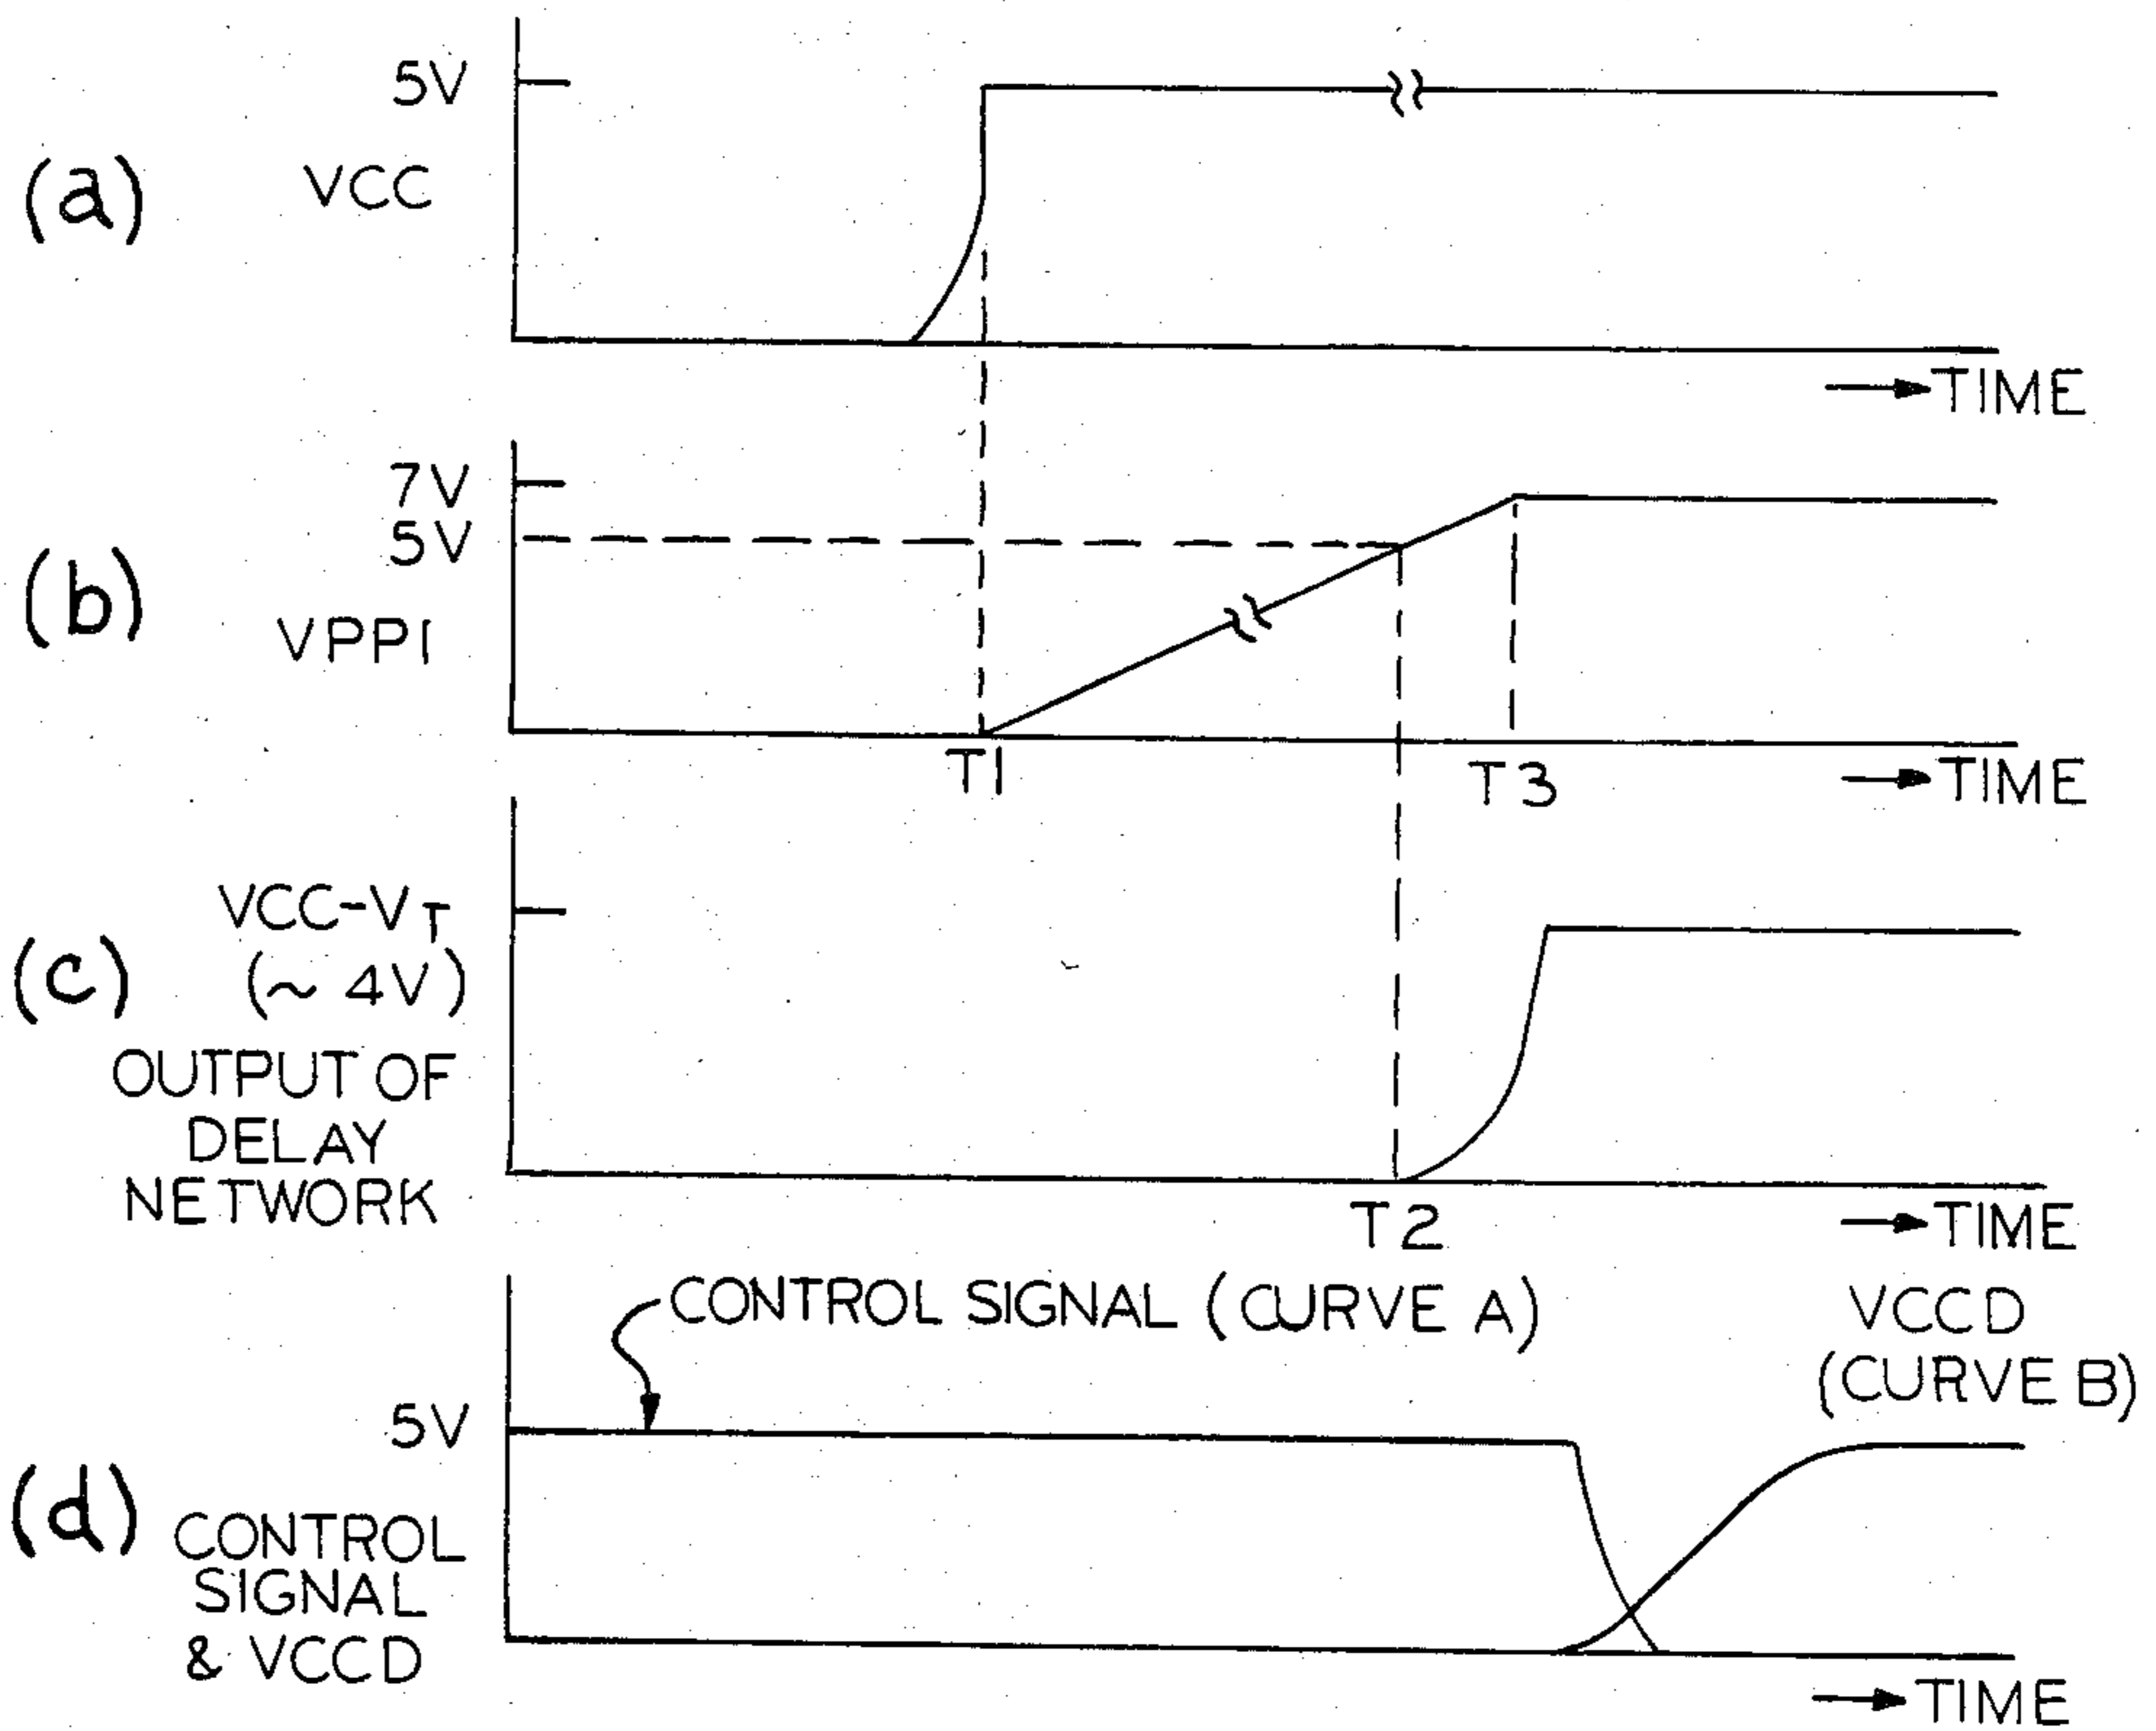 5V
(a)
VCC
→TIME
7V
5V
(b)
VPPI
T1
T3
→TIME
VCC-VT
(c)
(~ 4V)
OUTPUT OF
DELAY
NETWORK
T2
→TIME
CONTROL SIGNAL (CURVE A)
VCCD
(CURVE B)
5V
(d)
CONTROL
SIGNAL
& VCCD
→TIME